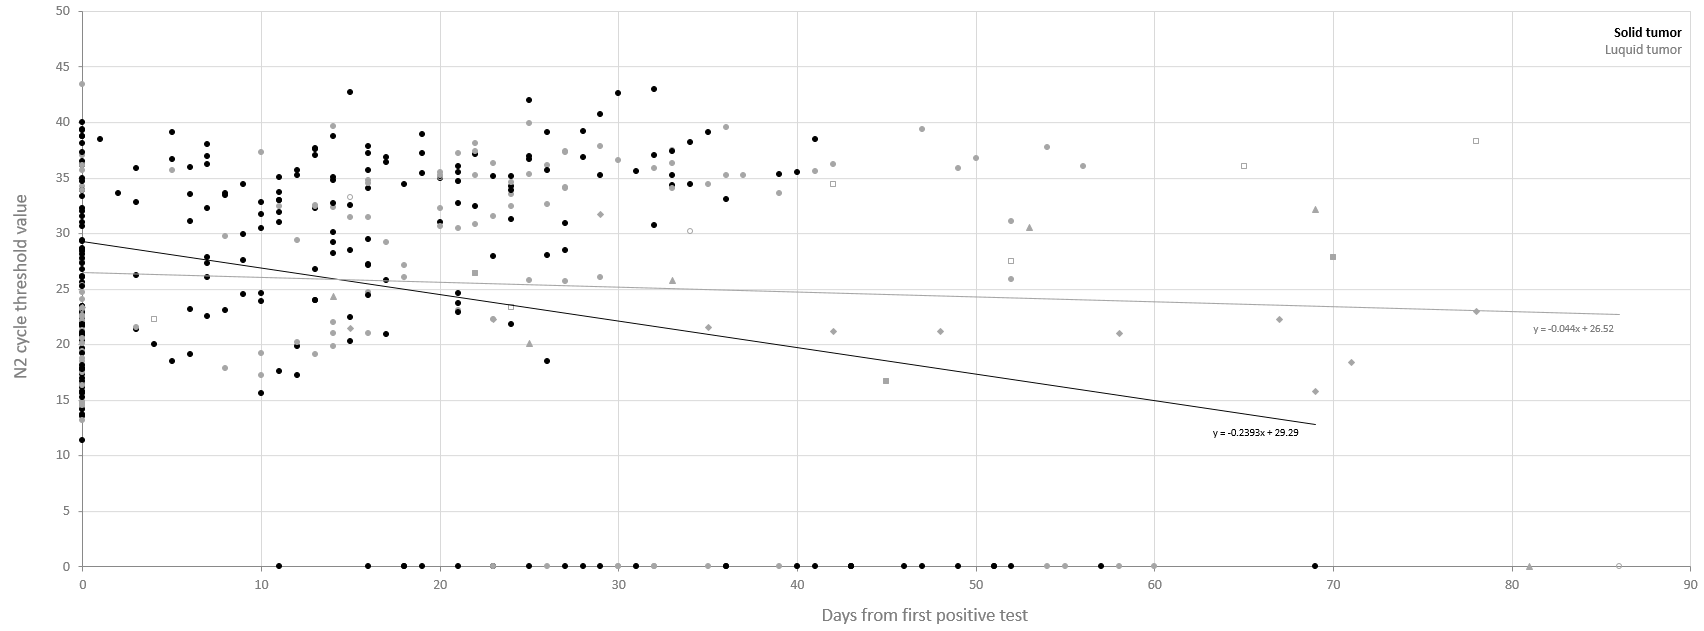 50
45
40
35
30
25
20
15
10
5
0
N2 cycle threshold value
Solid tumor
Luquid tumor
y = -0.044x + 26.52
y = -0.2393x + 29.29
0 10 20 30 40 50 60 70 80 90
Days from first positive test